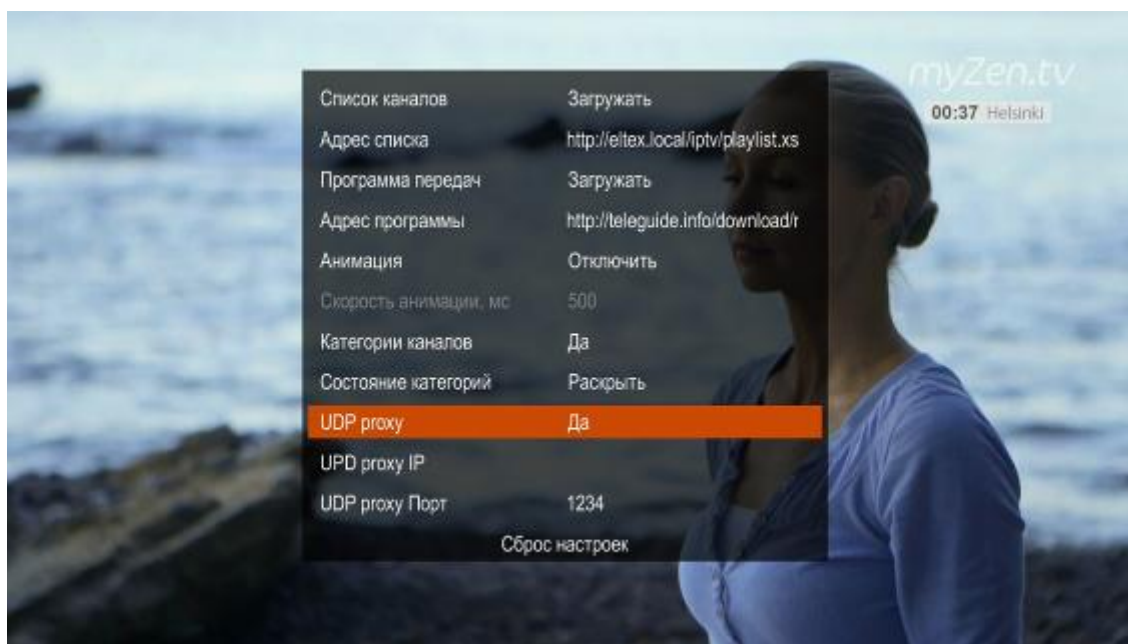 myZen.tv
00:37 Helsinki
Список каналов Загружать
Адрес списка http://eltex.local/iptv/playlist.xs
Программа передач Загружать
Адрес программы http://teleguide.info/download/r
Анимация Отключить
Скорость анимации, мс 500
Категории каналов Да
Состояние категорий Раскрыть
UDP proxy Да
UPD proxy IP
UDP proxy Порт 1234
Сброс настроек